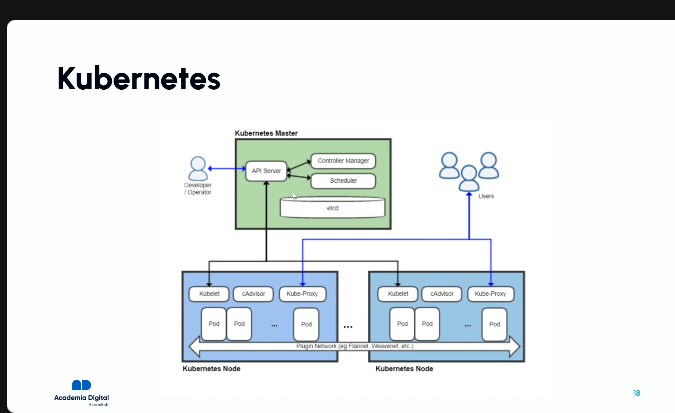 Kubernetes
Kubernetes Master
API Server
Controller Manager
Scheduler
etcd
Developer
/ Operator
Users
Kubelet
cAdvisor
Kube-Proxy
Kubelet
cAdvisor
Kube-Proxy
Pod
Pod
...
Pod
...
Pod
Pod
...
Pod
Plugin Network (eg Flannel, Weavenet, etc.)
Kubernetes Node
Kubernetes Node
Academia Digital
18